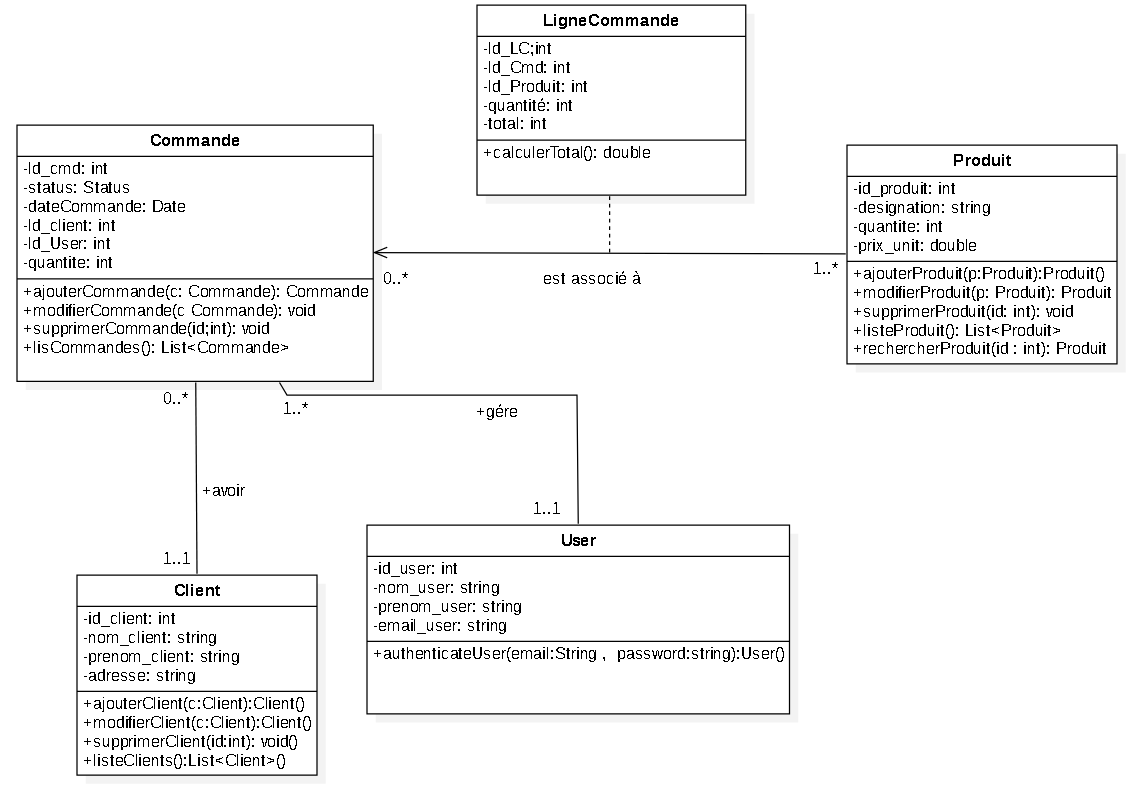 LigneCommande
-Id_LC;int
-Id_Cmd: int
-Id_Produit: int
-quantité: int
-total: int
+calculerTotal(): double
Commande
-Id_cmd: int
-status: Status
-dateCommande: Date
-Id_client: int
-Id_User: int
-quantite: int
+ajouterCommande(c: Commande): Commande
+modifierCommande(c Commande): void
+supprimerCommande(id;int): void
+lisCommandes(): List<Commande>
Produit
-id_produit: int
-designation: string
-quantite: int
-prix_unit: double
+ajouterProduit(p:Produit):Produit()
+modifierProduit(p: Produit): Produit
+supprimerProduit(id: int): void
+listeProduit(): List<Produit>
+rechercherProduit(id : int): Produit
0..*
est associé à
1..*
0..*
1..*
+gére
+avoir
1..1
1..1
User
-id_user: int
-nom_user: string
-prenom_user: string
-email_user: string
+authenticateUser(email:String , password:string):User()
Client
-id_client: int
-nom_client: string
-prenom_client: string
-adresse: string
+ajouterClient(c:Client):Client()
+modifierClient(c:Client):Client()
+supprimerClient(id:int): void()
+listeClients():List<Client>()